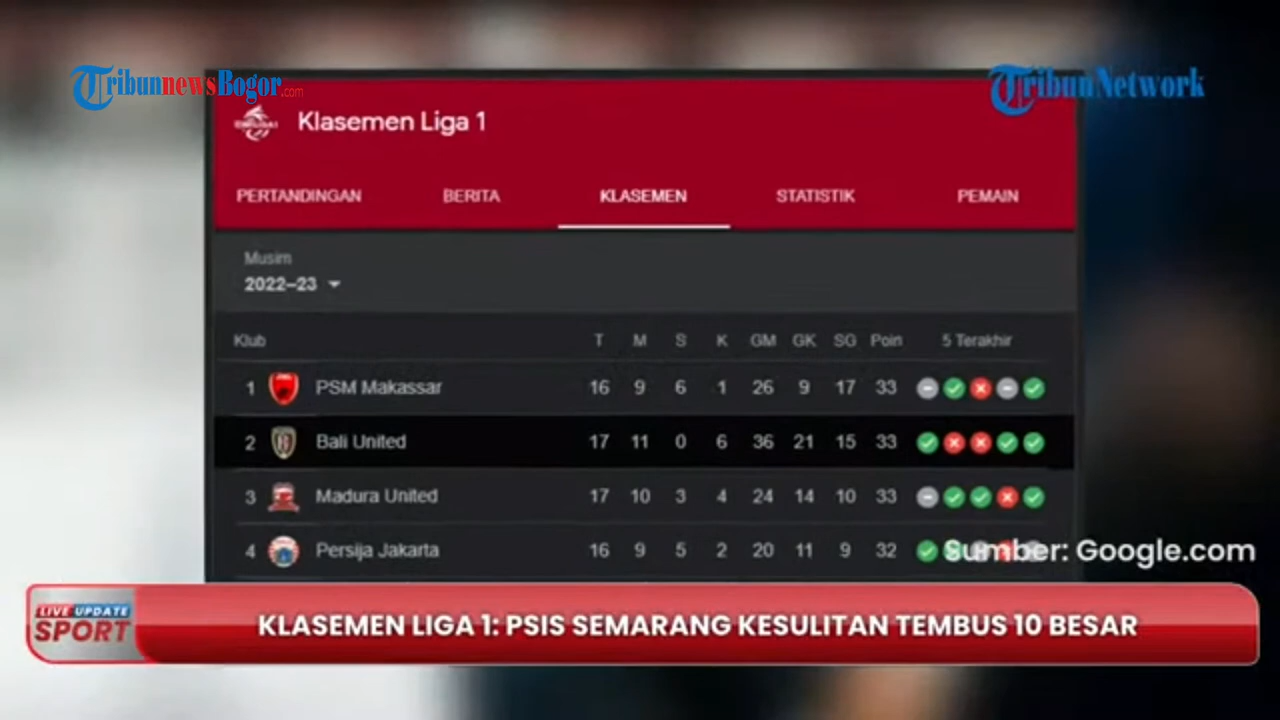 TribunnewsBogor.com
TribunNetwork
Klasemen Liga 1
PERTANDINGAN BERITA KLASEMEN STATISTIK PEMAIN
Musim
2022–23
Klub T M S K GM GK SG Poin 5 Terakhir
1 PSM Makassar 16 9 6 1 26 9 17 33
2 Bali United 17 11 0 6 36 21 15 33
3 Madura United 17 10 3 4 24 14 10 33
4 Persija Jakarta 16 9 5 2 20 11 9 32
Sumber: Google.com
LIVE UPDATE
SPORT
KLASEMEN LIGA 1: PSIS SEMARANG KESULITAN TEMBUS 10 BESAR